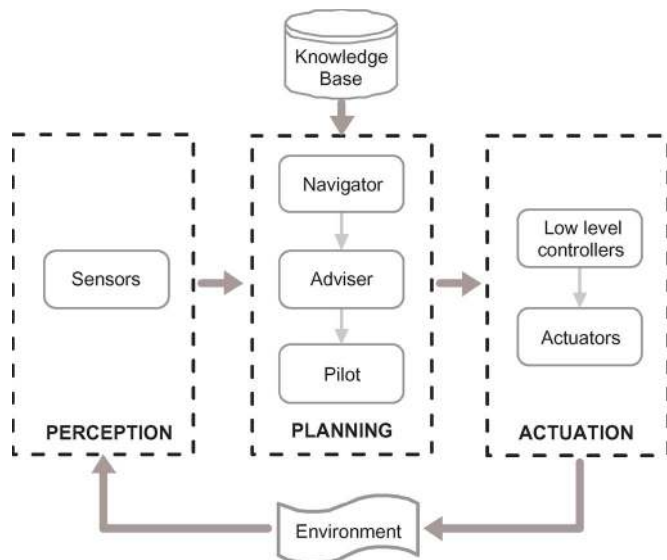 Knowledge
Base
Navigator
Sensors
Adviser
Pilot
Low level
controllers
Actuators
PERCEPTION
PLANNING
ACTUATION
Environment